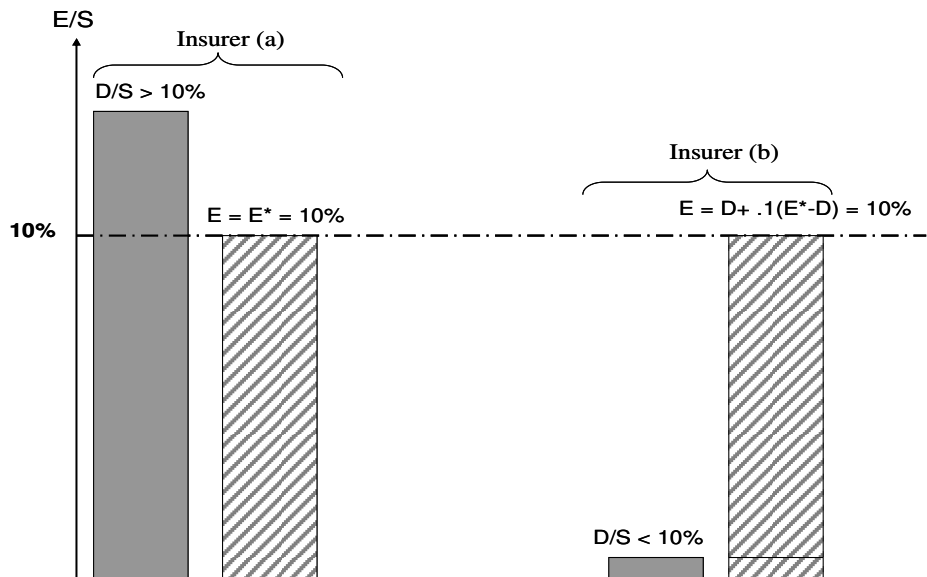 E/S
Insurer (a)
D/S > 10%
Insurer (b)
E = E* = 10%
E = D+ .1(E*-D) = 10%
10%
D/S < 10%